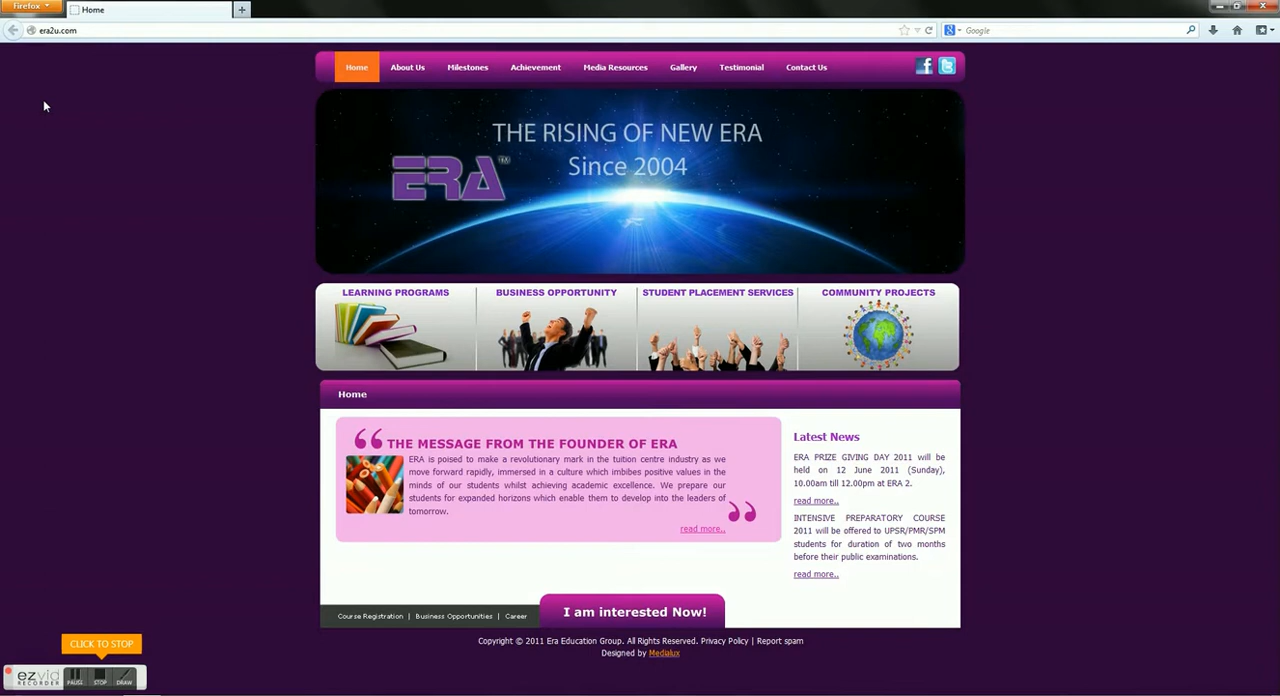 Firefox
Home
era2u.com
Google
Home
About Us
Milestones
Achievement
Media Resources
Gallery
Testimonial
Contact Us
THE RISING OF NEW ERA
Since 2004
ERA™
LEARNING PROGRAMS
BUSINESS OPPORTUNITY
STUDENT PLACEMENT SERVICES
COMMUNITY PROJECTS
Home
THE MESSAGE FROM THE FOUNDER OF ERA
ERA is poised to make a revolutionary mark in the tuition centre industry as we
move forward rapidly, immersed in a culture which imbibes positive values in the
minds of our students whilst achieving academic excellence. We prepare our
students for expanded horizons which enable them to develop into the leaders of
tomorrow.
read more..
Latest News
ERA PRIZE GIVING DAY 2011 will be
held on 12 June 2011 (Sunday),
10.00am till 12.00pm at ERA 2.
read more..
INTENSIVE PREPARATORY COURSE
2011 will be offered to UPSR/PMR/SPM
students for duration of two months
before their public examinations.
read more..
Course Registration | Business Opportunities | Career
I am interested Now!
Copyright © 2011 Era Education Group. All Rights Reserved. Privacy Policy | Report spam
Designed by Medialux
CLICK TO STOP
ezvid
RECORDER
PAUSE
STOP
DRAW